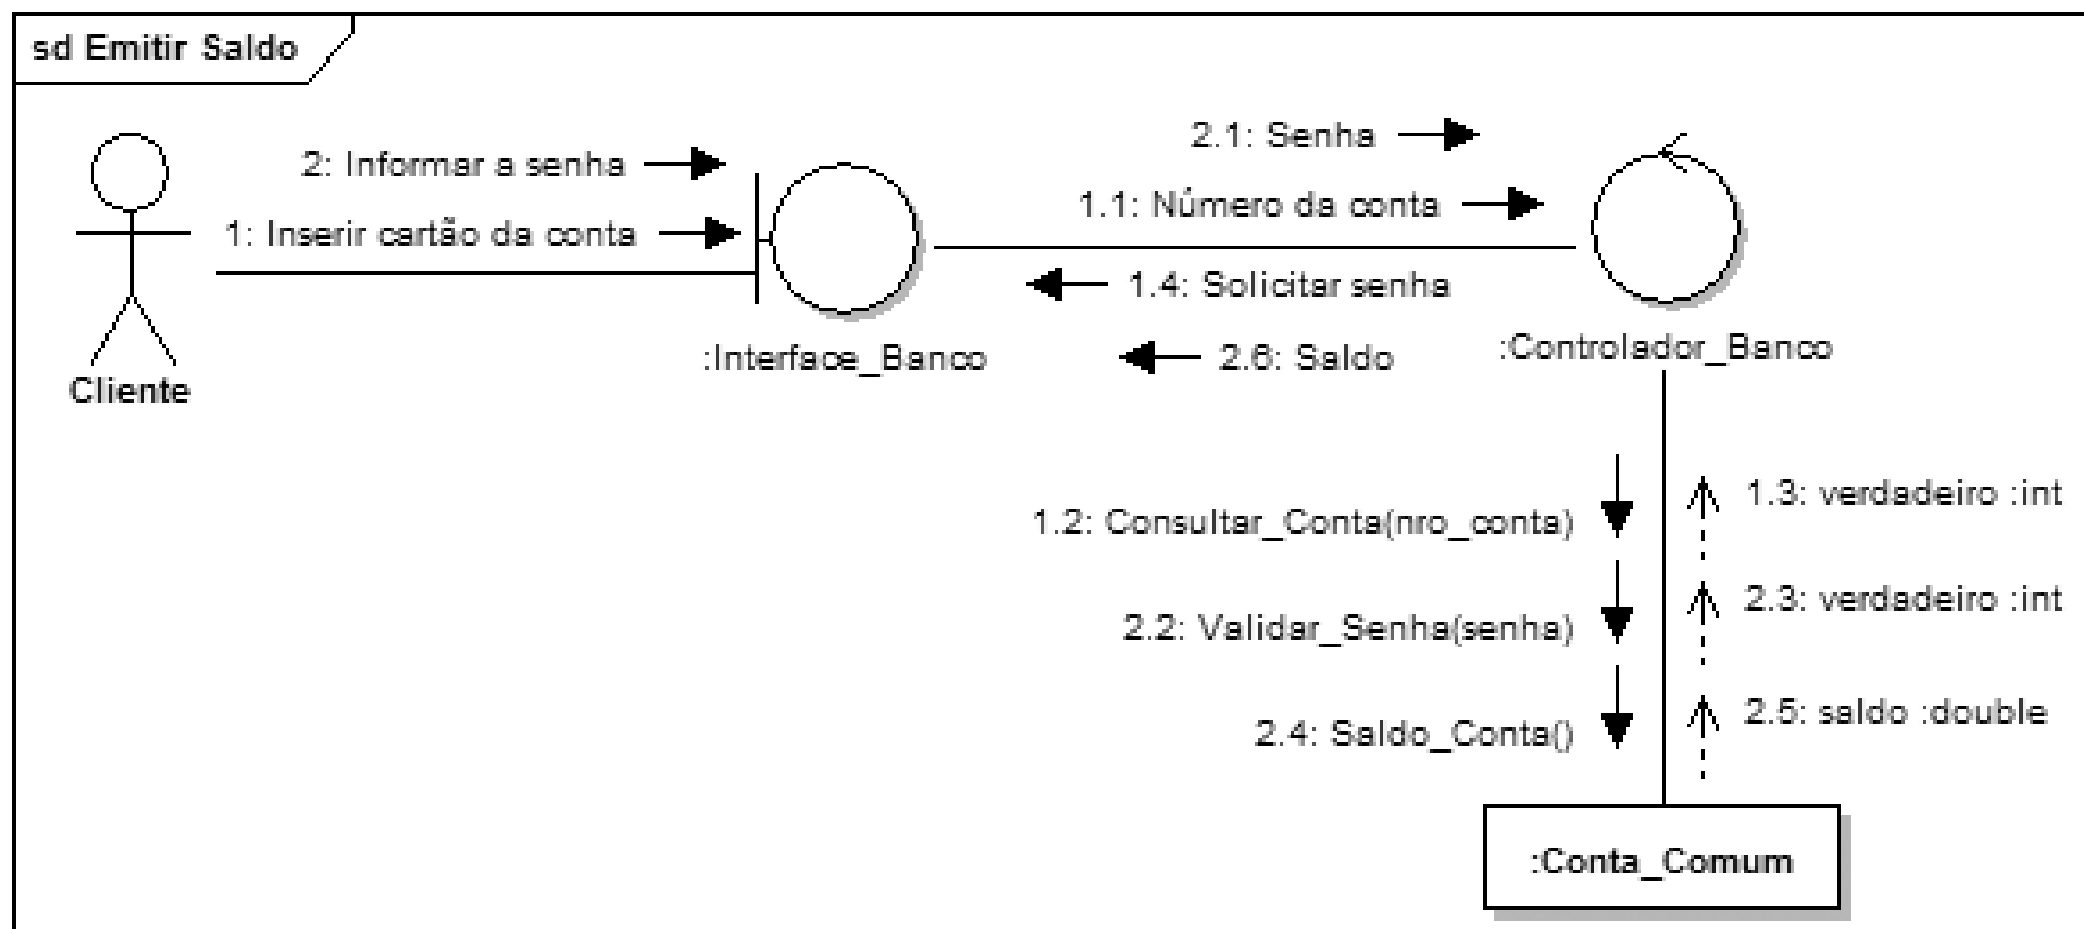 sd Emitir Saldo
2.1: Senha
2: Informar a senha
1.1: Número da conta
1: Inserir cartão da conta
1.4: Solicitar senha
:Interface_Banco
2.6: Saldo
:Controlador_Banco
Cliente
1.3: verdadeiro :int
1.2: Consultar_Conta(nro_conta)
2.3: verdadeiro :int
2.2: Validar_Senha(senha)
2.5: saldo :double
2.4: Saldo_Conta()
:Conta_Comum